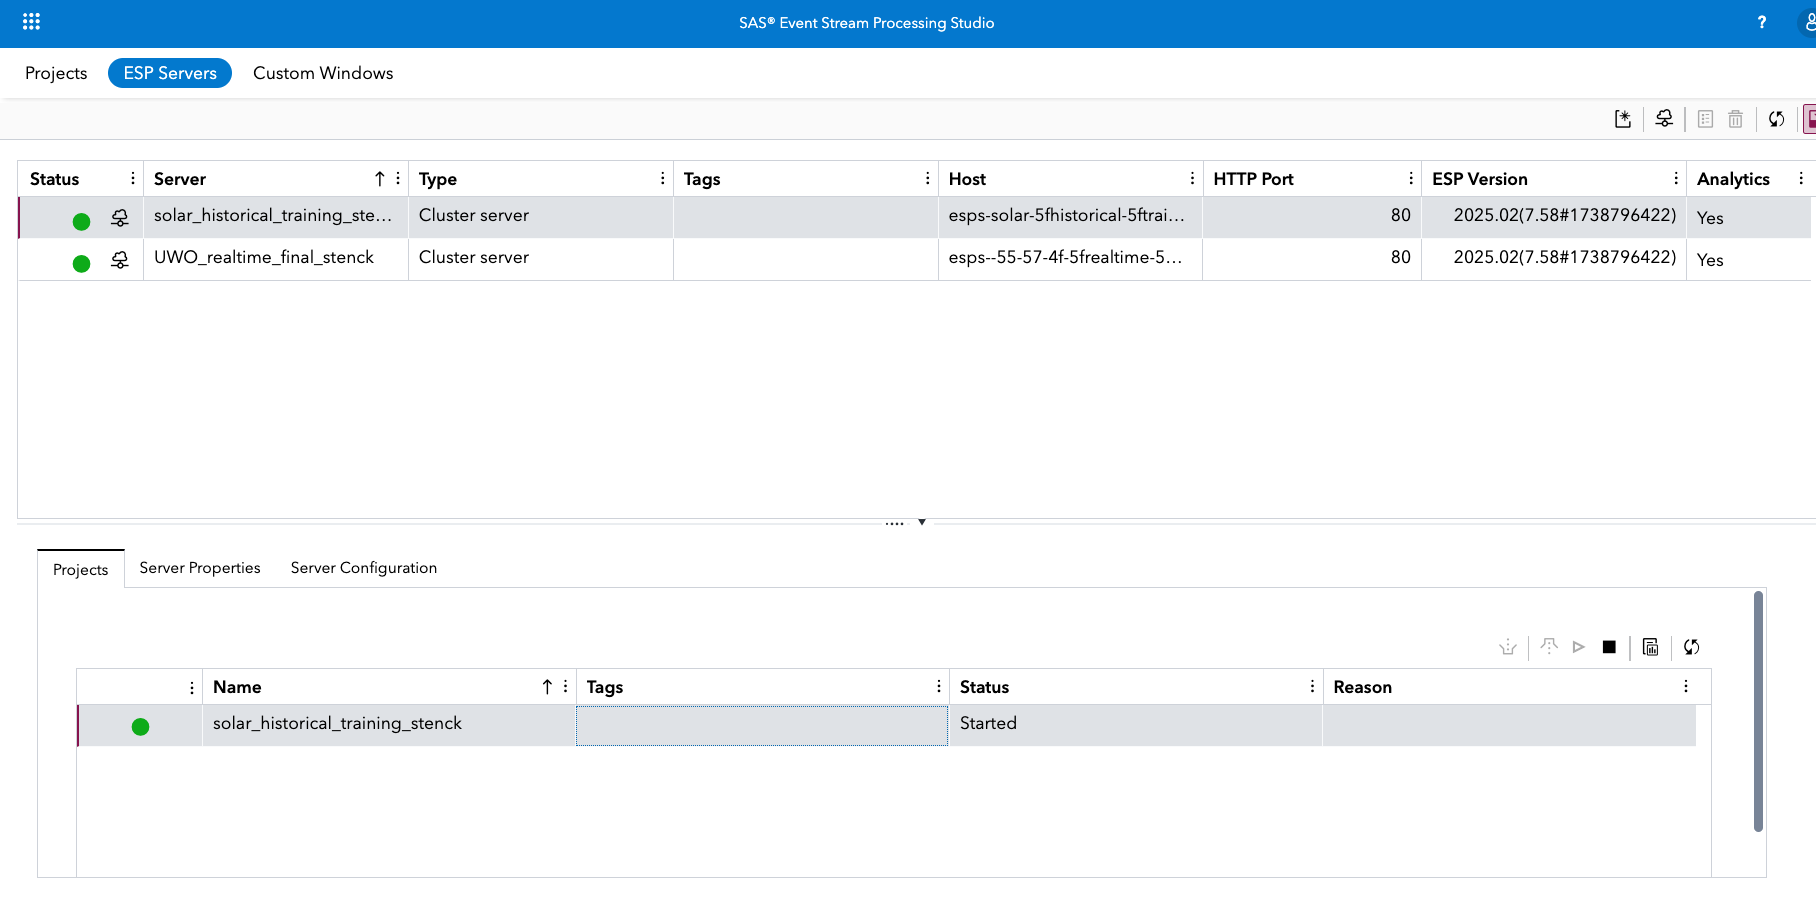 SAS® Event Stream Processing Studio
?
Projects ESP Servers Custom Windows
Status Server Type Tags Host HTTP Port ESP Version Analytics
solar_historical_training_ste... Cluster server esps-solar-5fhistorical-5ftrai... 80 2025.02(7.58#1738796422) Yes
UWO_realtime_final_stenck Cluster server esps--55-57-4f-5frealtime-5... 80 2025.02(7.58#1738796422) Yes
Projects Server Properties Server Configuration
Name Tags Status Reason
solar_historical_training_stenck Started